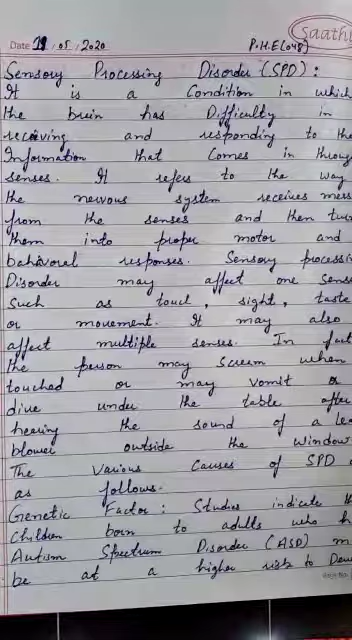 Saathi
Date 19 / 05 / 2020 P.H.E(048)
Sensory Processing Disorder (SPD) :
It is a Condition in which
the brain has Difficulty in
receiving and responding to the
Information that Comes in throug
senses. It refers to the way
the nervous system receives mess
from the senses and then tur
them into proper motor and
behavoral responses. Sensory processi
Disorder may affect one Sens
Such as touch, sight, taste
or movement. It may also
affect multiple senses. In fact
the person may Scream when
touched or may vomit or
dive under the table after
hearing the sound of a lea
blower outside the window
The Various Causes of SPD
as follows.
Genetic Factor : Studies indicate th
Children born to adults who h
Autism Spectrum Disorder (ASD) m
be at a higher risk to Deve